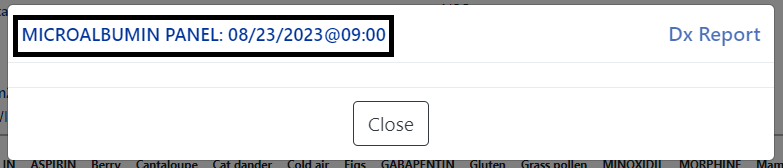 MICROALBUMIN PANEL: 08/23/2023@09:00
Dx Report
Close
IN ASPIRIN Berry Cantaloupe Cat dander Cold air Figs GABAPENTIN Gluten Grass pollen MINOXIDIL MORPHINE